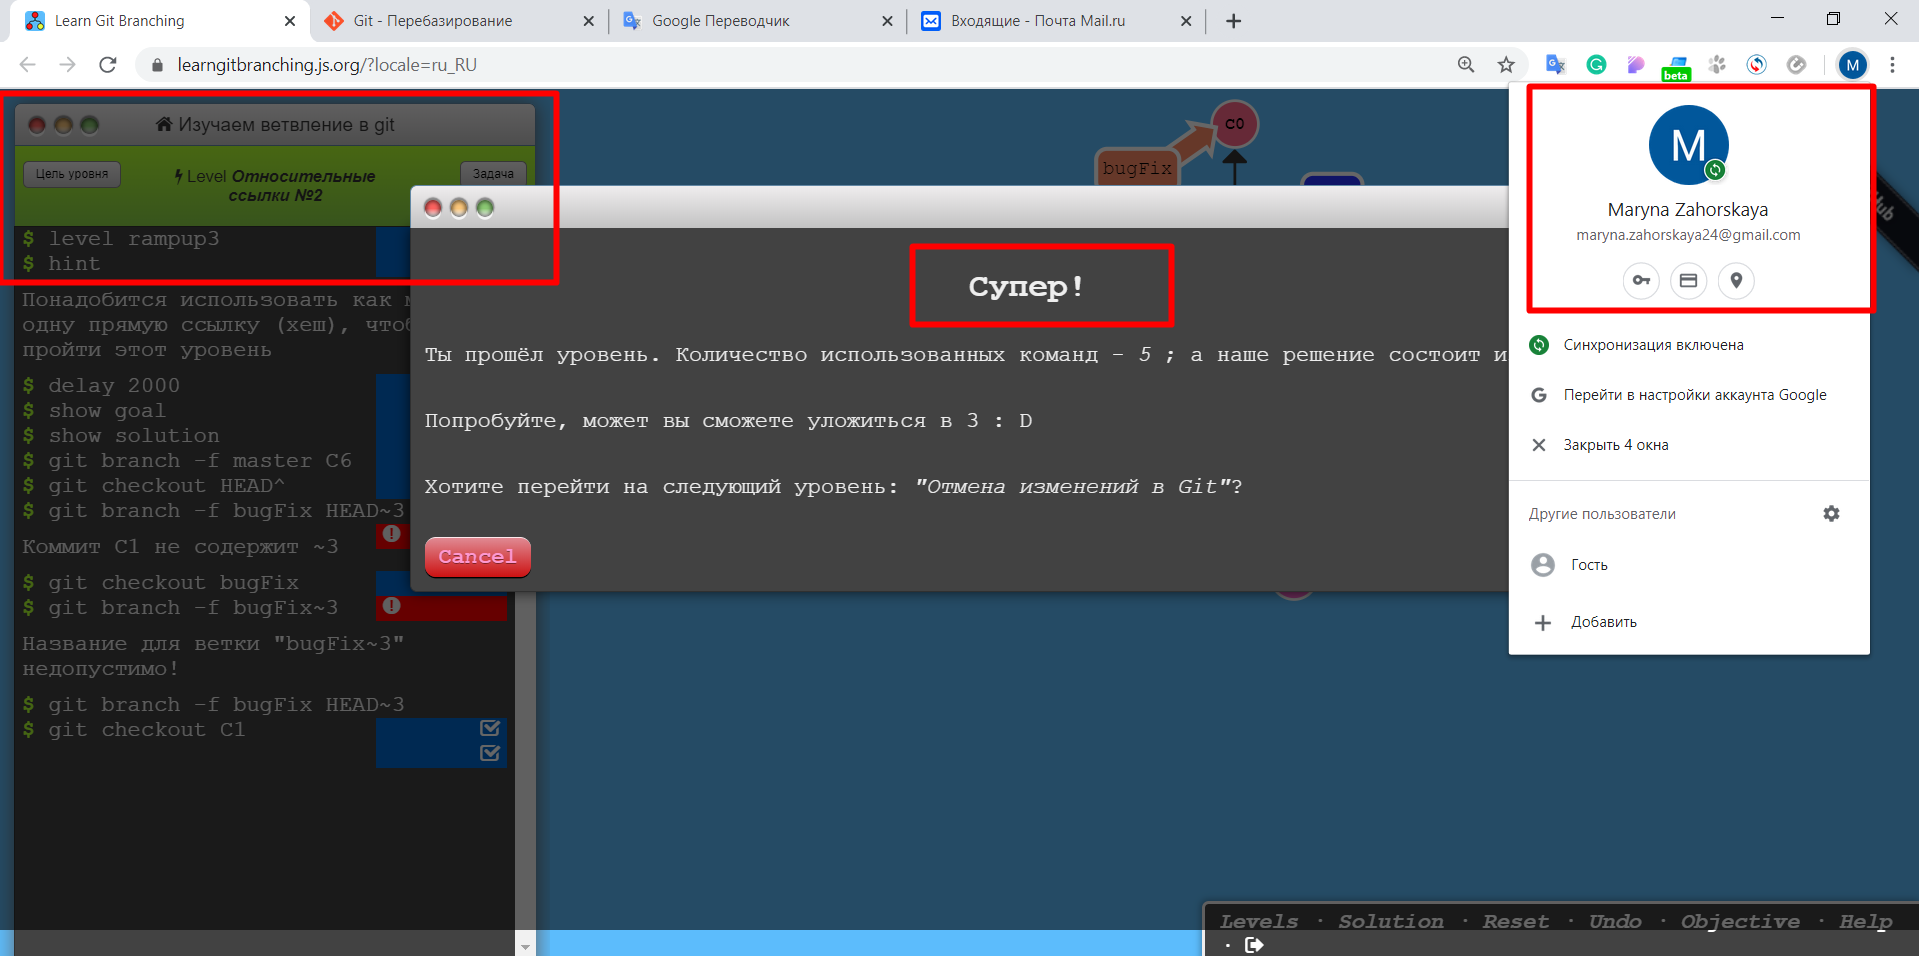 Learn Git Branching
Git - Перебазирование
Google Переводчик
Входящие - Почта Mail.ru
learngitbranching.js.org/?locale=ru_RU
beta
M
Изучаем ветвление в git
Цель уровня
Level Относительные
ссылки №2
Задача
$ level rampup3
$ hint
Понадобится использовать как
одну прямую ссылку (хеш),
пройти этот уровень
$ delay 2000
$ show goal
$ show solution
$ git branch -f master C6
$ git checkout HEAD^
$ git branch -f bugFix HEAD~3
Коммит C1 не содержит ~3
$ git checkout bugFix
$ git branch -f bugFix~3
Название для ветки "bugFix~3"
недопустимо!
$ git branch -f bugFix HEAD~3
$ git checkout C1
C0
bugFix
Супер!
Ты прошёл уровень. Количество использованных команд - 5 ; а наше решение состоит
Попробуйте, может вы сможете уложиться в 3 : D
Хотите перейти на следующий уровень: "Отмена изменений в Git"?
Cancel
M
Maryna Zahorskaya
maryna.zahorskaya24@gmail.com
Синхронизация включена
Перейти в настройки аккаунта Google
Закрыть 4 окна
Другие пользователи
Гость
Добавить
Levels · Solution · Reset · Undo · Objective · Help
·